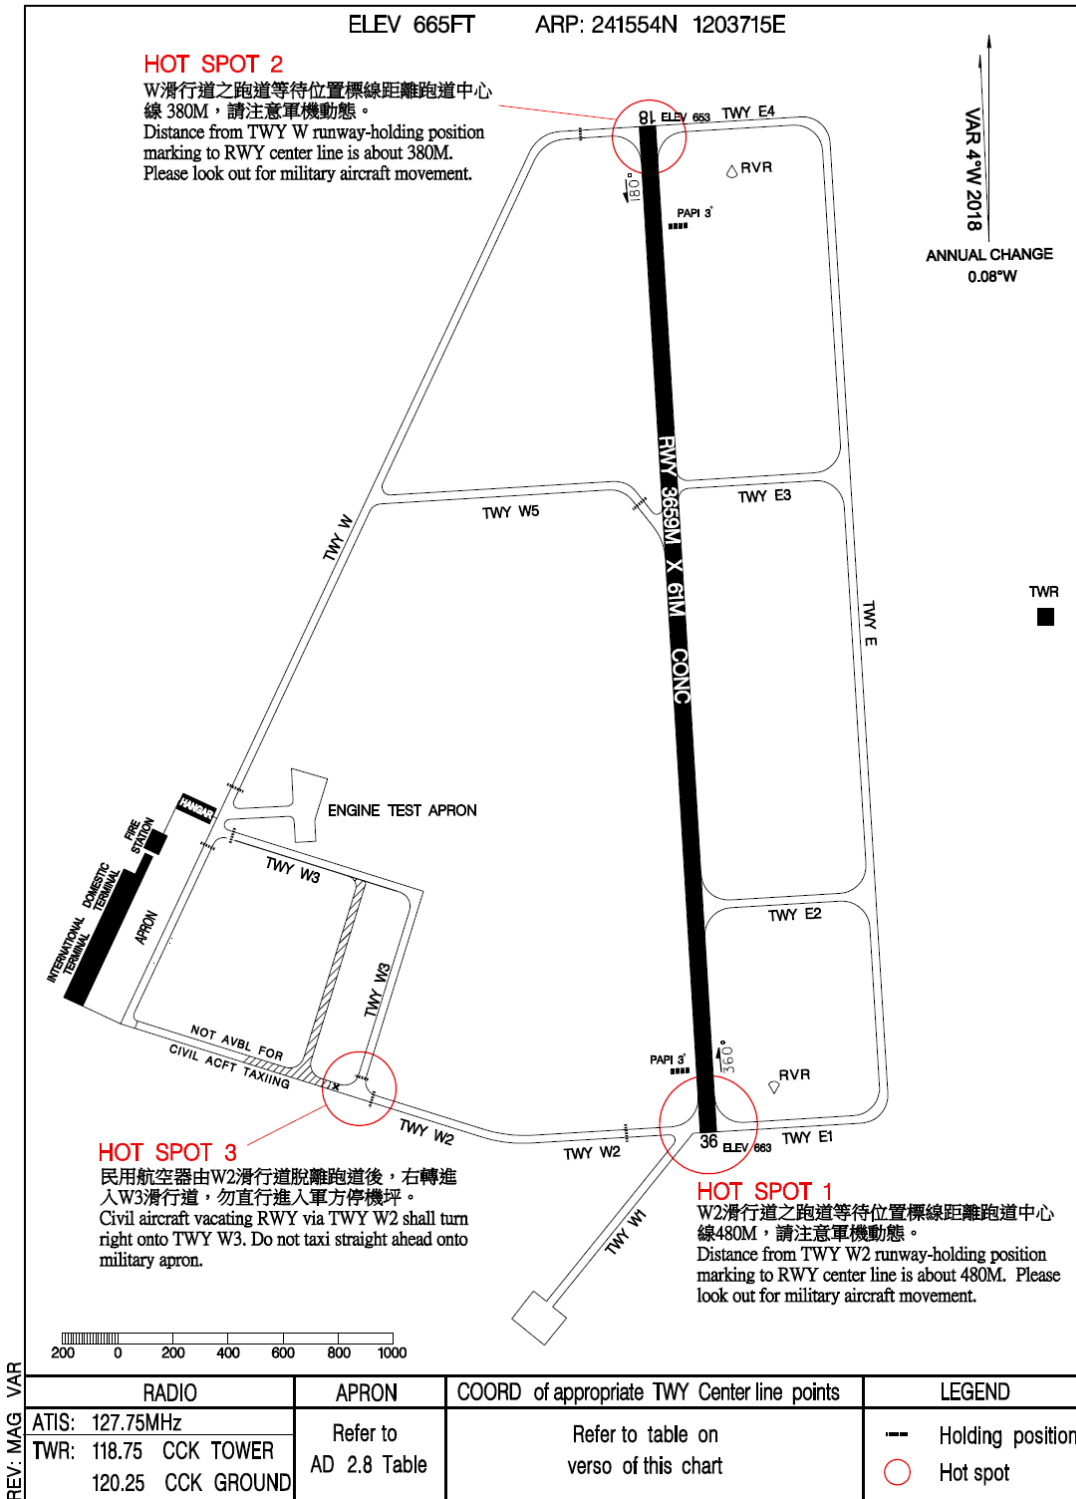 ELEV 665FT ARP: 241554N 1203715E
HOT SPOT 2
W滑行道之跑道等待位置標線距離跑道中心
線 380M，請注意軍機動態。
Distance from TWY W runway-holding position
marking to RWY center line is about 380M.
Please look out for military aircraft movement.
18 ELEV 653 TWY E4
VAR 4°W 2018
ANNUAL CHANGE
0.08°W
RVR
180°
PAPI 3°
RWY 3659M X 61M CONC
TWY W5
TWY E3
TWY W
TWY E
TWR
HANGAR
ENGINE TEST APRON
FIRE
STATION
DOMESTIC
TERMINAL
INTERNATIONAL
TERMINAL
APRON
TWY W3
TWY E2
TWY W3
NOT AVBL FOR
CIVIL ACFT TAXIING
PAPI 3°
360°
RVR
TWY W2
TWY W2
36 ELEV 663
TWY E1
TWY W1
HOT SPOT 3
民用航空器由W2滑行道脫離跑道後，右轉進
入W3滑行道，勿直行進入軍方停機坪。
Civil aircraft vacating RWY via TWY W2 shall turn
right onto TWY W3. Do not taxi straight ahead onto
military apron.
HOT SPOT 1
W2滑行道之跑道等待位置標線距離跑道中心
線480M，請注意軍機動態。
Distance from TWY W2 runway-holding position
marking to RWY center line is about 480M. Please
look out for military aircraft movement.
200 0 200 400 600 800 1000
REV: MAG VAR
RADIO
ATIS: 127.75MHz
TWR: 118.75 CCK TOWER
120.25 CCK GROUND
APRON
Refer to
AD 2.8 Table
COORD of appropriate TWY Center line points
Refer to table on
verso of this chart
LEGEND
Holding position
Hot spot